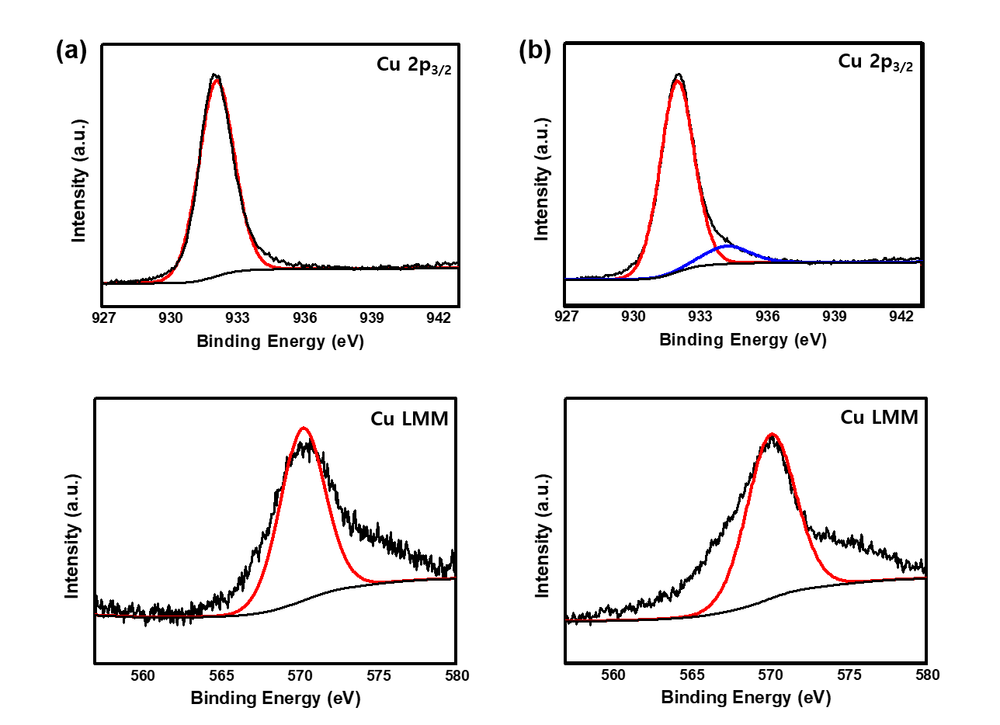 (a)
Cu 2p3/2
Intensity (a.u.)
927 930 933 936 939 942
Binding Energy (eV)
(b)
Cu 2p3/2
Intensity (a.u.)
927 930 933 936 939 942
Binding Energy (eV)
Cu LMM
Intensity (a.u.)
560 565 570 575 580
Binding Energy (eV)
Cu LMM
Intensity (a.u.)
560 565 570 575 580
Binding Energy (eV)